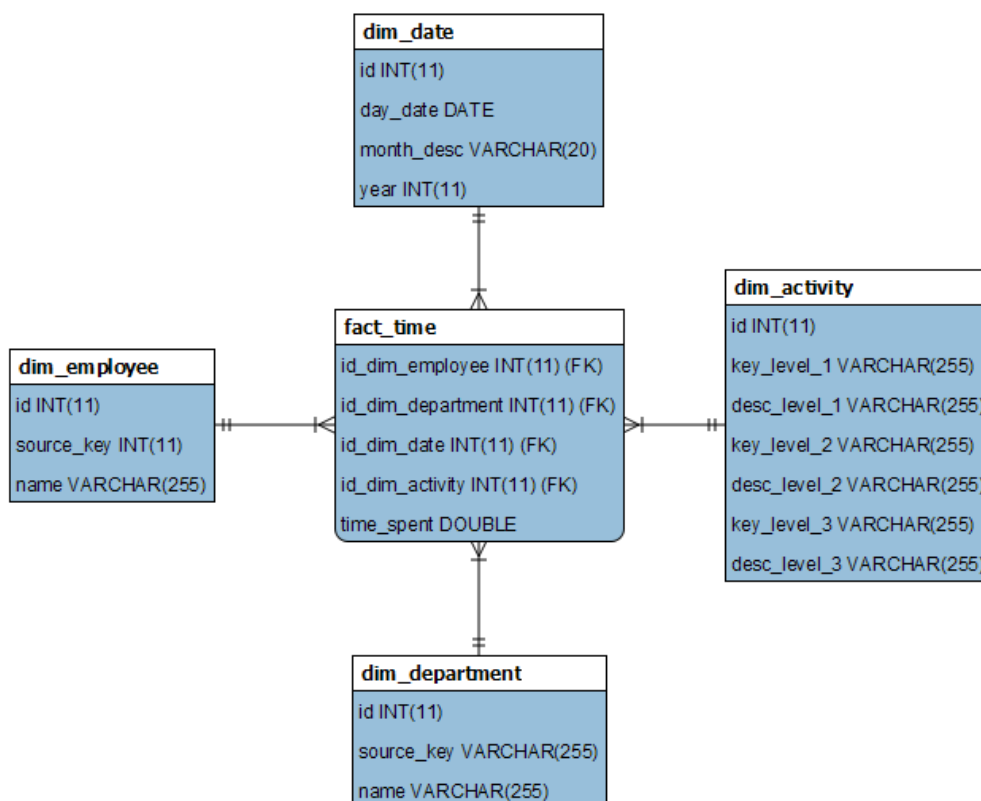 dim_date
id INT(11)
day_date DATE
month_desc VARCHAR(20)
year INT(11)
dim_employee
id INT(11)
source_key INT(11)
name VARCHAR(255)
fact_time
id_dim_employee INT(11) (FK)
id_dim_department INT(11) (FK)
id_dim_date INT(11) (FK)
id_dim_activity INT(11) (FK)
time_spent DOUBLE
dim_activity
id INT(11)
key_level_1 VARCHAR(255)
desc_level_1 VARCHAR(255)
key_level_2 VARCHAR(255)
desc_level_2 VARCHAR(255)
key_level_3 VARCHAR(255)
desc_level_3 VARCHAR(255)
dim_department
id INT(11)
source_key VARCHAR(255)
name VARCHAR(255)